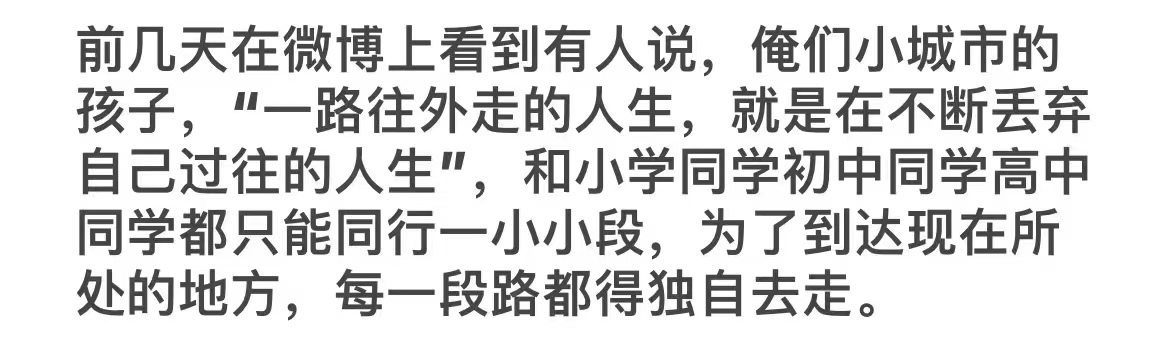 前几天在微博上看到有人说，俺们小城市的
孩子，“一路往外走的人生，就是在不断丢弃
自己过往的人生”，和小学同学初中同学高中
同学都只能同行一小小段，为了到达现在所
处的地方，每一段路都得独自去走。